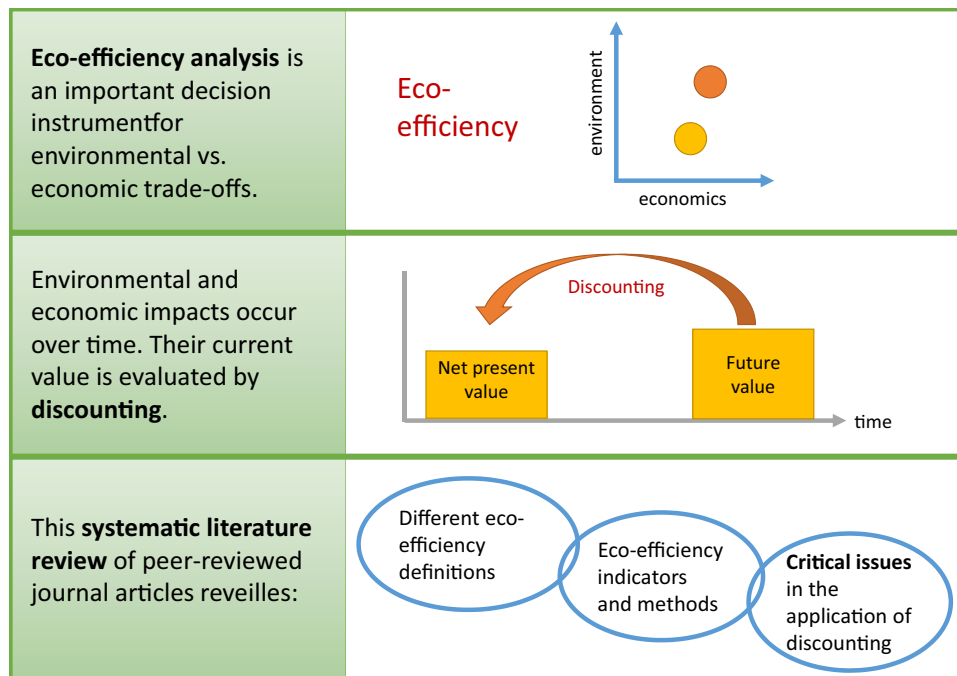 Eco-efficiency analysis is
an important decision
instrumentfor
environmental vs.
economic trade-offs.
Eco-
efficiency
environment
economics
Environmental and
economic impacts occur
over time. Their current
value is evaluated by
discounting.
Discounting
Net present
value
Future
value
time
This systematic literature
review of peer-reviewed
journal articles reveilles:
Different eco-
efficiency
definitions
Eco-efficiency
indicators
and methods
Critical issues
in the
application of
discounting